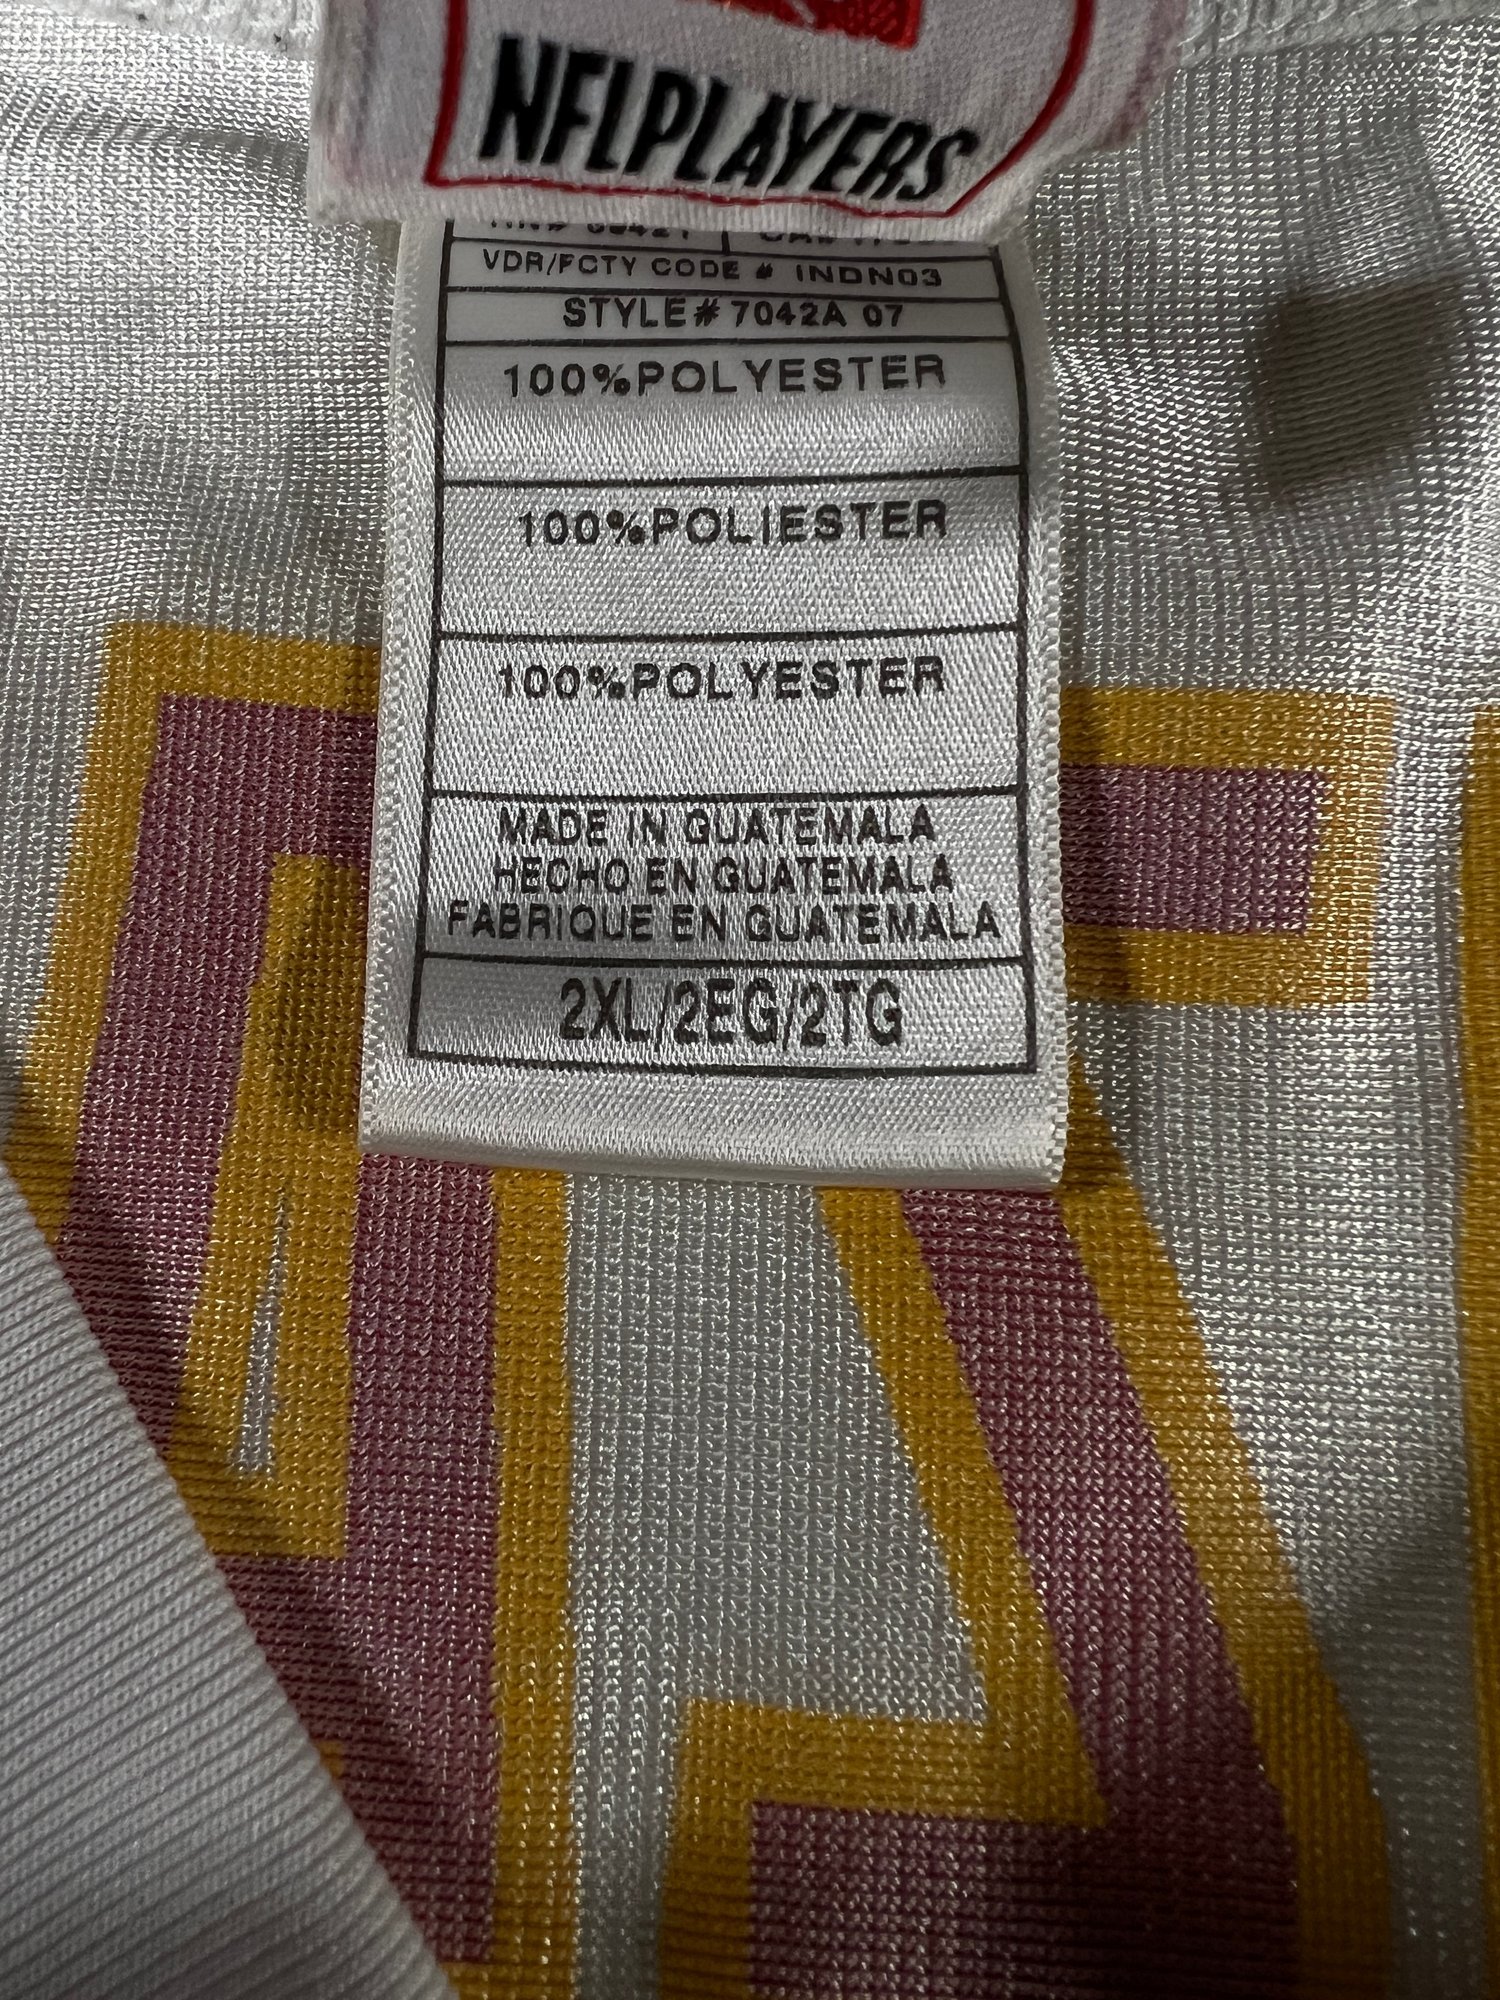 NFLPLAYERS
VDR/FCTY CODE # INDN03
STYLE# 7042A 07
100%POLYESTER
100%POLIESTER
100%POLYESTER
MADE IN GUATEMALA
HECHO EN GUATEMALA
FABRIQUE EN GUATEMALA
2XL/2EG/2TG